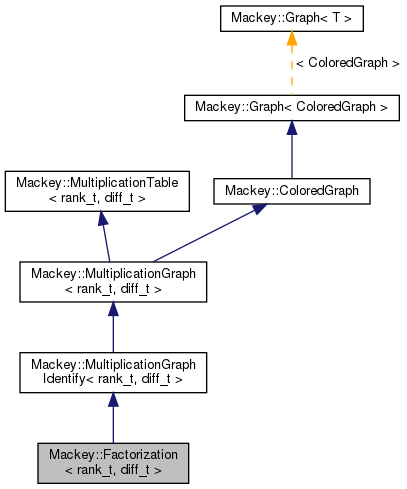 Mackey::Graph< T >
< ColoredGraph >
Mackey::Graph< ColoredGraph >
Mackey::MultiplicationTable
< rank_t, diff_t >
Mackey::ColoredGraph
Mackey::MultiplicationGraph
< rank_t, diff_t >
Mackey::MultiplicationGraph
Identify< rank_t, diff_t >
Mackey::Factorization
< rank_t, diff_t >